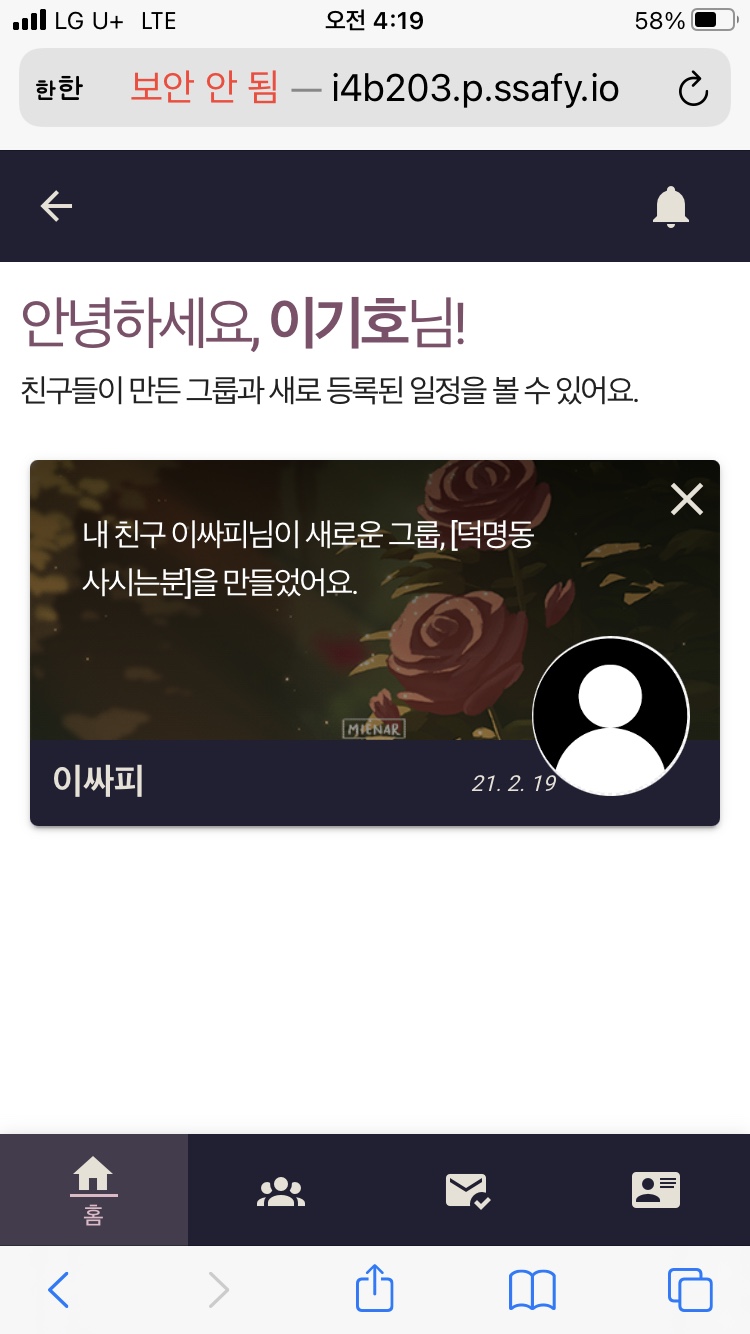 LG U+ LTE 오전 4:19 58%
한한 보안 안 됨 — i4b203.p.ssafy.io
안녕하세요, 이기호님!
친구들이 만든 그룹과 새로 등록된 일정을 볼 수 있어요.
내 친구 이싸피님이 새로운 그룹, [덕명동
사시는분]을 만들었어요.
MIENAR
이싸피 21. 2. 19
홈